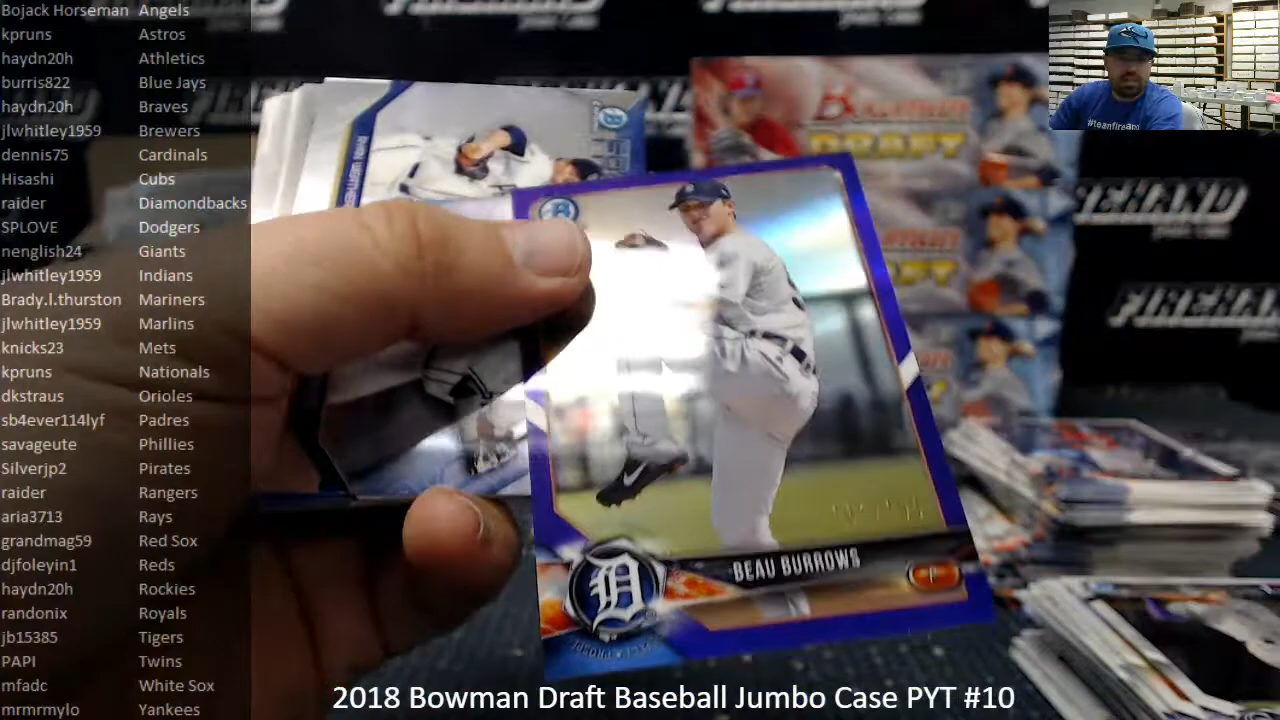 Bojack Horseman Angels
kpruns Astros
haydn20h Athletics
burris822 Blue Jays
haydn20h Braves
jlwhitley1959 Brewers
dennis75 Cardinals
Hisashi Cubs
raider Diamondbacks
SPLOVE Dodgers
nenglish24 Giants
jlwhitley1959 Indians
Brady.l.thurston Mariners
jlwhitley1959 Marlins
knicks23 Mets
kpruns Nationals
dkstraus Orioles
sb4ever114lyf Padres
savageute Phillies
Silverjp2 Pirates
raider Rangers
aria3713 Rays
grandmag59 Red Sox
djfoleyin1 Reds
haydn20h Rockies
randonix Royals
jb15385 Tigers
PAPI Twins
mfadc White Sox
mrmrmylo Yankees
Bowman
DRAFT
FIREHAND
BEAU BURROWS
P
D
2018 Bowman Draft Baseball Jumbo Case PYT #10